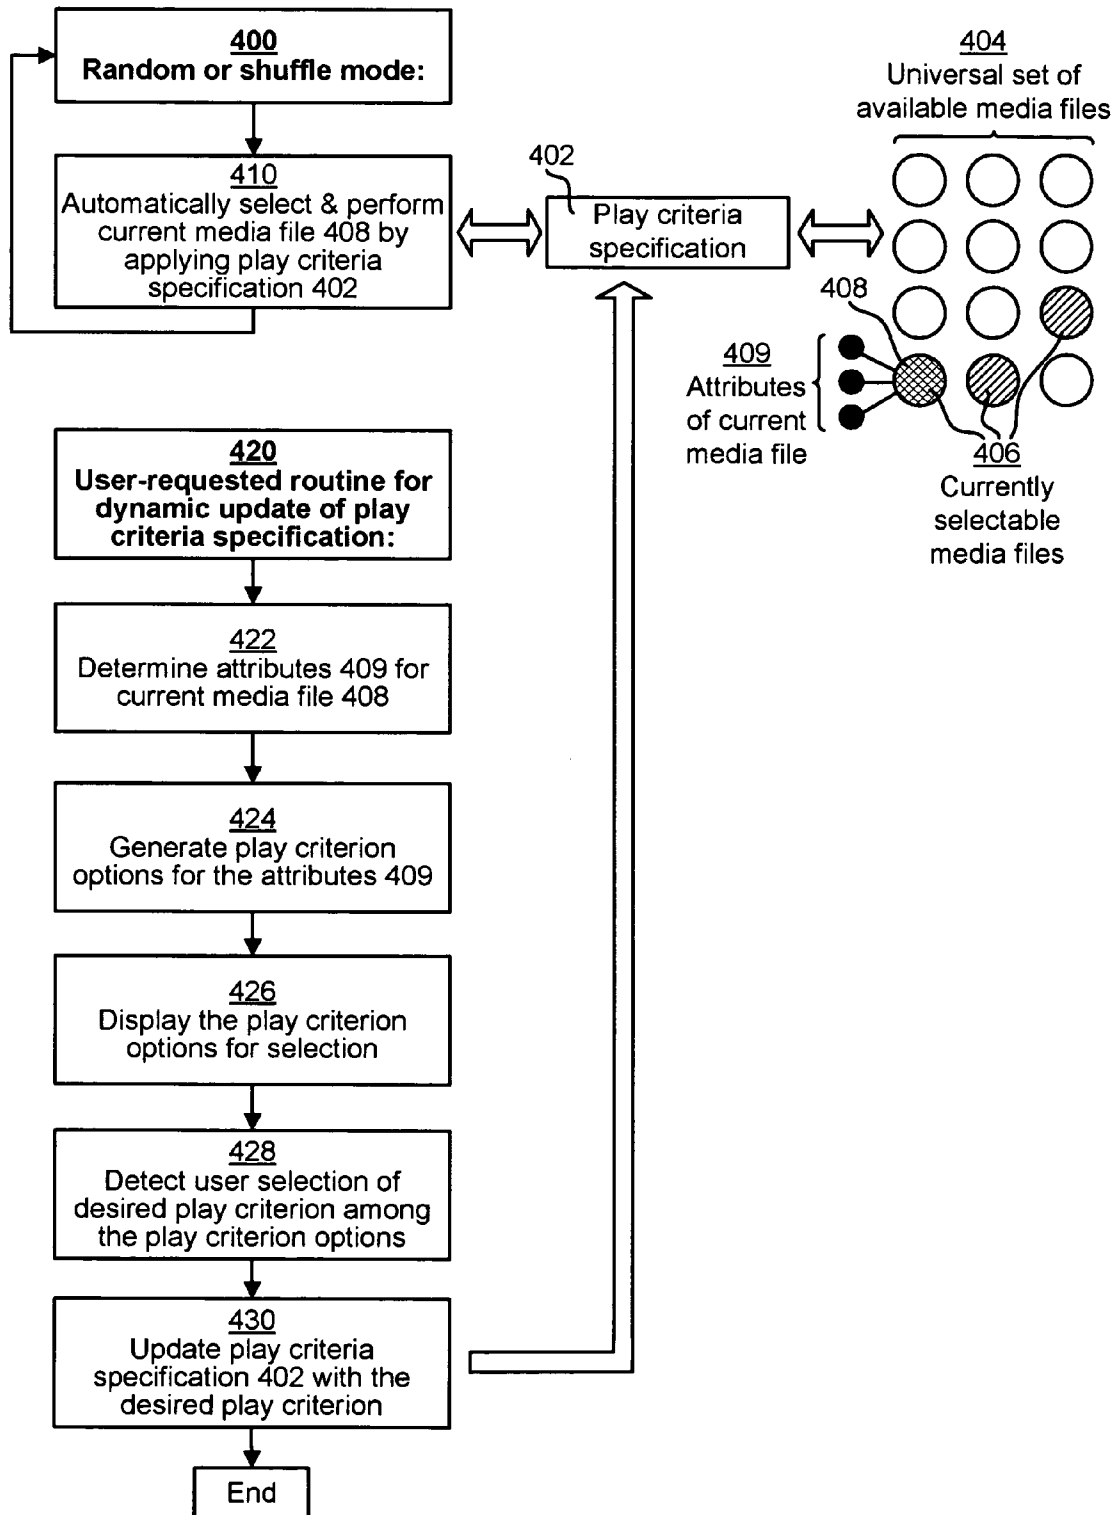 400
Random or shuffle mode:
410
Automatically select & perform
current media file 408 by
applying play criteria
specification 402
402
Play criteria
specification
404
Universal set of
available media files
408
409
Attributes
of current
media file
406
Currently
selectable
media files
420
User-requested routine for
dynamic update of play
criteria specification:
422
Determine attributes 409 for
current media file 408
424
Generate play criterion
options for the attributes 409
426
Display the play criterion
options for selection
428
Detect user selection of
desired play criterion among
the play criterion options
430
Update play criteria
specification 402 with the
desired play criterion
End